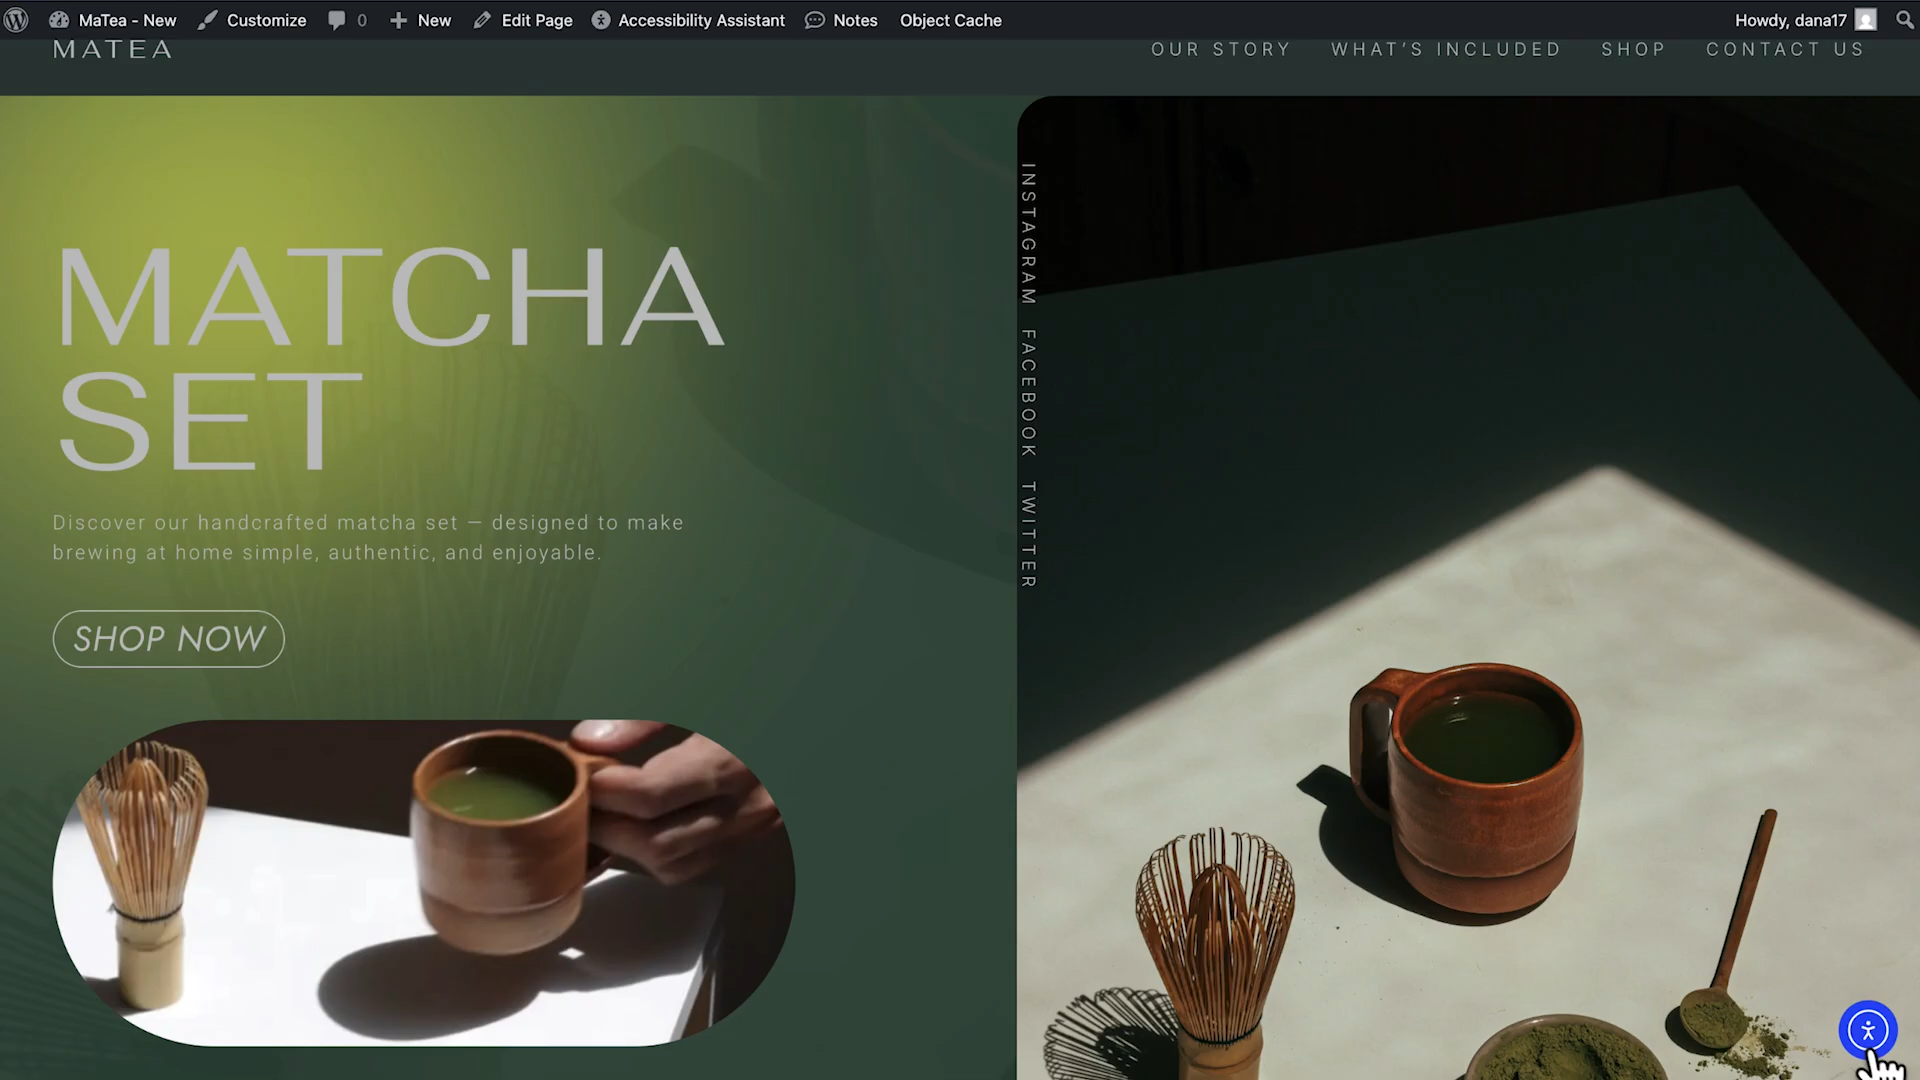 MaTea - New
Customize
0
New
Edit Page
Accessibility Assistant
Notes
Object Cache
Howdy, dana17
MATEA
OUR STORY
WHAT'S INCLUDED
SHOP
CONTACT US
MATCHA
SET
Discover our handcrafted matcha set – designed to make
brewing at home simple, authentic, and enjoyable.
SHOP NOW
INSTAGRAM
FACEBOOK
TWITTER